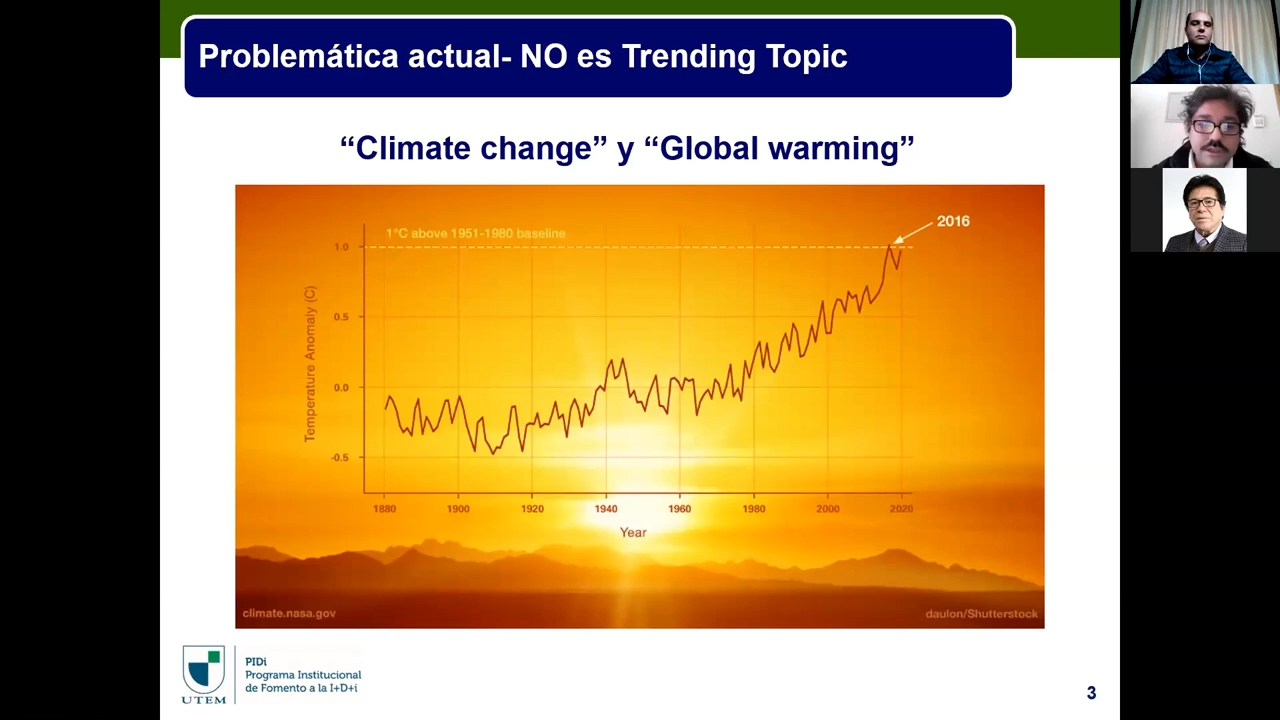 Problemática actual- NO es Trending Topic
“Climate change” y “Global warming”
2016
1°C above 1951-1980 baseline
1.0
0.5
0.0
-0.5
Temperature Anomaly (C)
1880 1900 1920 1940 1960 1980 2000 2020
Year
climate.nasa.gov
daulon/Shutterstock
PIDi
Programa Institucional
de Fomento a la I+D+i
UTEM
3